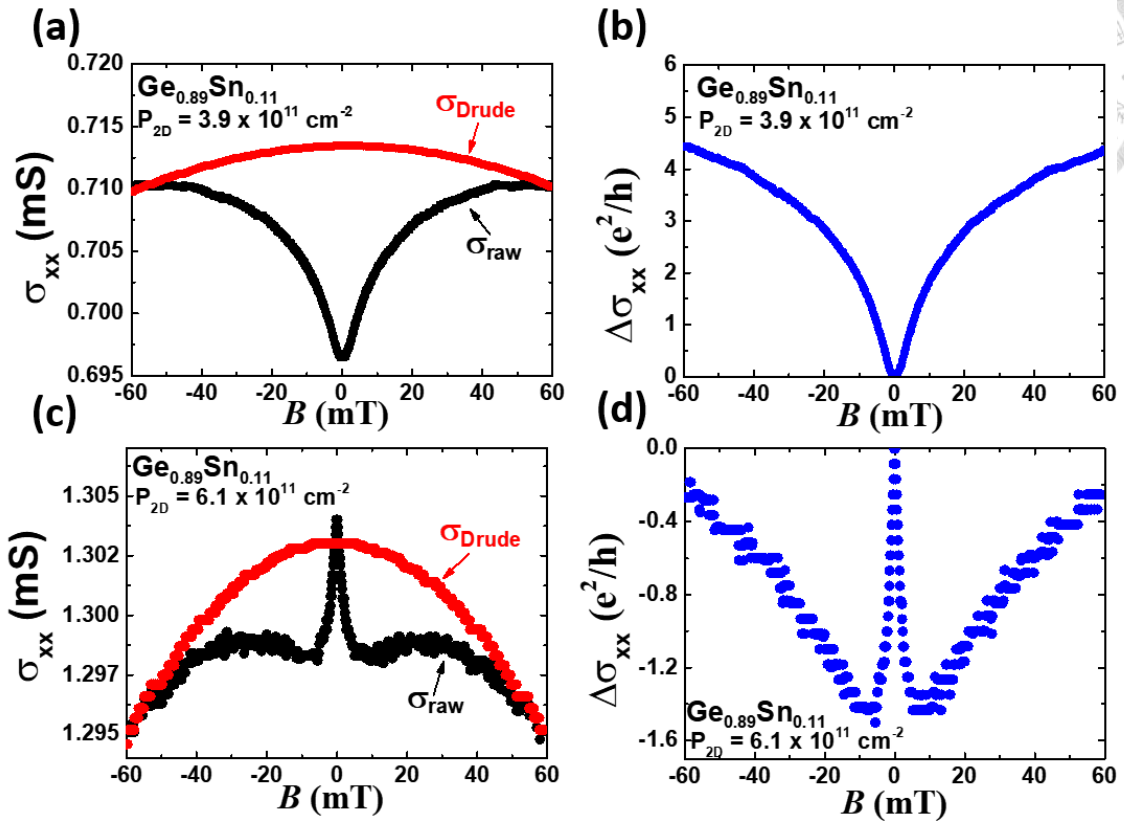 (a)
0.720
0.715
0.710
0.705
0.700
0.695
σxx (mS)
Ge0.89Sn0.11
P2D = 3.9 x 10^11 cm^-2
σDrude
σraw
-60 -40 -20 0 20 40 60
B (mT)
(b)
6
5
4
3
2
1
0
Δσxx (e^2/h)
Ge0.89Sn0.11
P2D = 3.9 x 10^11 cm^-2
-60 -40 -20 0 20 40 60
B (mT)
(c)
1.305
1.302
1.300
1.297
1.295
σxx (mS)
Ge0.89Sn0.11
P2D = 6.1 x 10^11 cm^-2
σDrude
σraw
-60 -40 -20 0 20 40 60
B (mT)
(d)
0.0
-0.4
-0.8
-1.2
-1.6
Δσxx (e^2/h)
Ge0.89Sn0.11
P2D = 6.1 x 10^11 cm^-2
-60 -40 -20 0 20 40 60
B (mT)